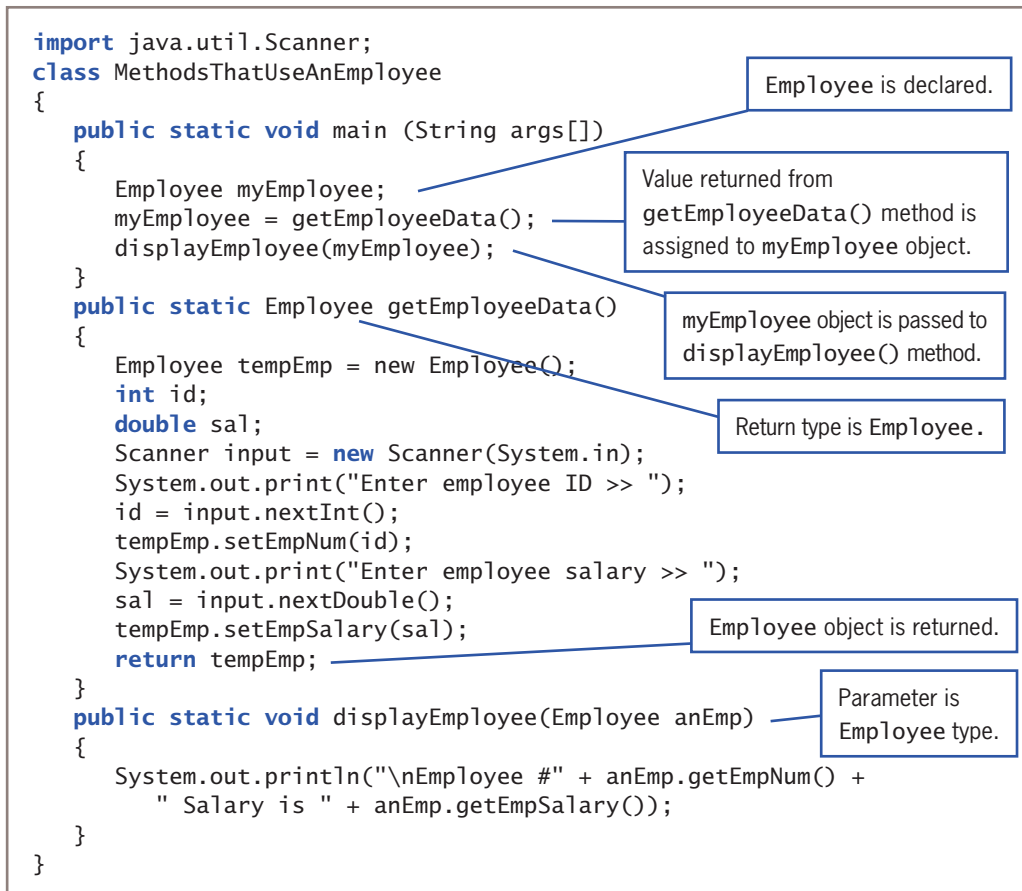 import java.util.Scanner;
class MethodsThatUseAnEmployee
{
   public static void main (String args[])
   {
      Employee myEmployee;
      myEmployee = getEmployeeData();
      displayEmployee(myEmployee);
   }
   public static Employee getEmployeeData()
   {
      Employee tempEmp = new Employee();
      int id;
      double sal;
      Scanner input = new Scanner(System.in);
      System.out.print("Enter employee ID >> ");
      id = input.nextInt();
      tempEmp.setEmpNum(id);
      System.out.print("Enter employee salary >> ");
      sal = input.nextDouble();
      tempEmp.setEmpSalary(sal);
      return tempEmp;
   }
   public static void displayEmployee(Employee anEmp)
   {
      System.out.println("\nEmployee #" + anEmp.getEmpNum() +
         " Salary is " + anEmp.getEmpSalary());
   }
}
Employee is declared.
Value returned from
getEmployeeData() method is
assigned to myEmployee object.
myEmployee object is passed to
displayEmployee() method.
Return type is Employee.
Employee object is returned.
Parameter is
Employee type.